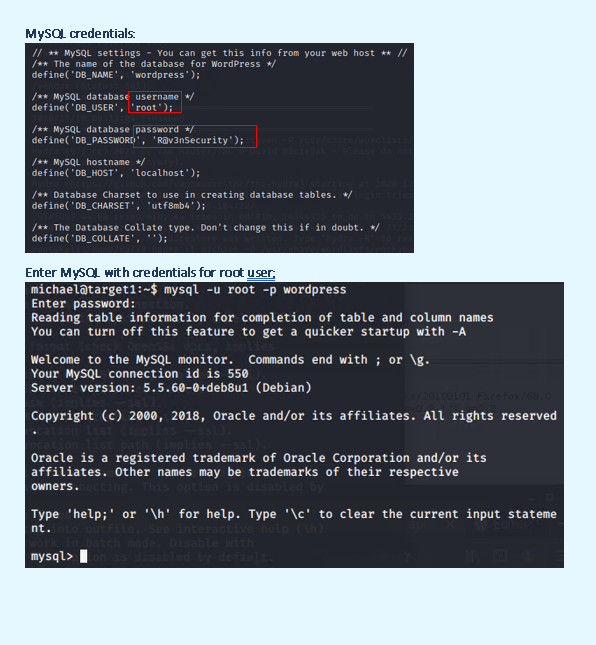 MySQL credentials:
// ** MySQL settings - You can get this info from your web host ** //
/** The name of the database for WordPress */
define('DB_NAME', 'wordpress');
/** MySQL database username */
define('DB_USER', 'root');
/** MySQL database password */
define('DB_PASSWORD', 'R@v3nSecurity');
/** MySQL hostname */
define('DB_HOST', 'localhost');
/** Database Charset to use in creating database tables. */
define('DB_CHARSET', 'utf8mb4');
/** The Database Collate type. Don't change this if in doubt. */
define('DB_COLLATE', '');
Enter MySQL with credentials for root user;
michael@target1:~$ mysql -u root -p wordpress
Enter password:
Reading table information for completion of table and column names
You can turn off this feature to get a quicker startup with -A
Welcome to the MySQL monitor.  Commands end with ; or \g.
Your MySQL connection id is 550
Server version: 5.5.60-0+deb8u1 (Debian)
Copyright (c) 2000, 2018, Oracle and/or its affiliates. All rights reserved
.
Oracle is a registered trademark of Oracle Corporation and/or its
affiliates. Other names may be trademarks of their respective
owners.
Type 'help;' or '\h' for help. Type '\c' to clear the current input stateme
nt.
mysql>